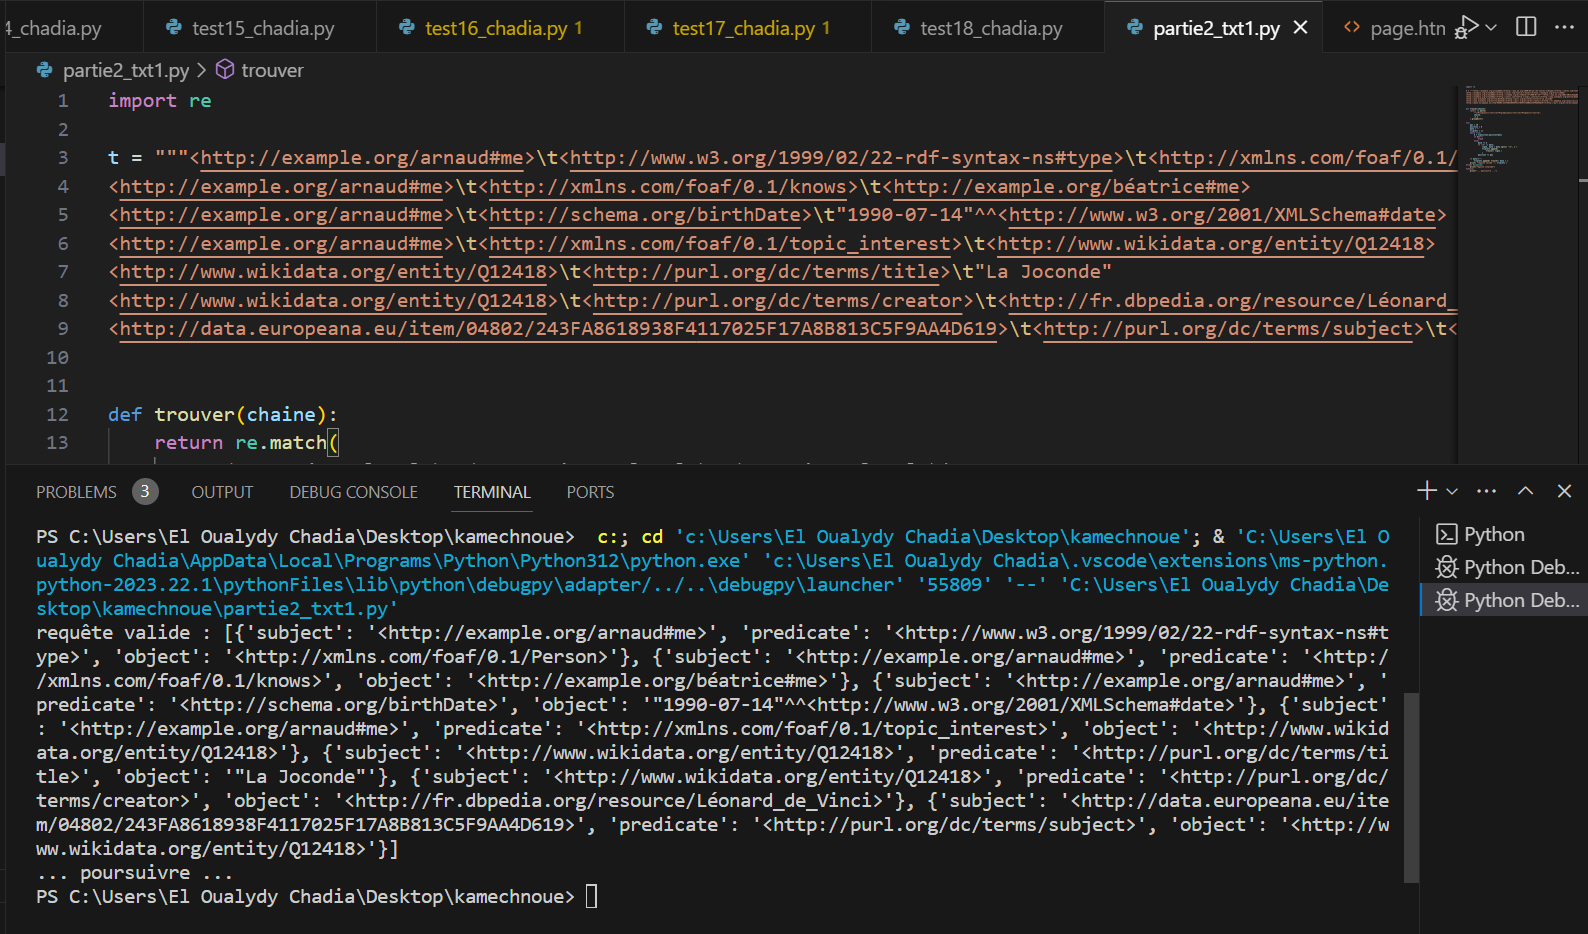 4_chadia.py test15_chadia.py test16_chadia.py 1 test17_chadia.py 1 test18_chadia.py partie2_txt1.py page.htn
partie2_txt1.py > trouver
1 import re
2
3 t = """<http://example.org/arnaud#me>\t<http://www.w3.org/1999/02/22-rdf-syntax-ns#type>\t<http://xmlns.com/foaf/0.1/
4 <http://example.org/arnaud#me>\t<http://xmlns.com/foaf/0.1/knows>\t<http://example.org/béatrice#me>
5 <http://example.org/arnaud#me>\t<http://schema.org/birthDate>\t"1990-07-14"^^<http://www.w3.org/2001/XMLSchema#date>
6 <http://example.org/arnaud#me>\t<http://xmlns.com/foaf/0.1/topic_interest>\t<http://www.wikidata.org/entity/Q12418>
7 <http://www.wikidata.org/entity/Q12418>\t<http://purl.org/dc/terms/title>\t"La Joconde"
8 <http://www.wikidata.org/entity/Q12418>\t<http://purl.org/dc/terms/creator>\t<http://fr.dbpedia.org/resource/Léonard_
9 <http://data.europeana.eu/item/04802/243FA8618938F4117025F17A8B813C5F9AA4D619>\t<http://purl.org/dc/terms/subject>\t<
10
11
12 def trouver(chaine):
13 return re.match(
PROBLEMS 3 OUTPUT DEBUG CONSOLE TERMINAL PORTS
PS C:\Users\El Oualydy Chadia\Desktop\kamechnoue>  c:; cd 'c:\Users\El Oualydy Chadia\Desktop\kamechnoue'; & 'C:\Users\El O
ualydy Chadia\AppData\Local\Programs\Python\Python312\python.exe' 'c:\Users\El Oualydy Chadia\.vscode\extensions\ms-python.
python-2023.22.1\pythonFiles\lib\python\debugpy\adapter/../..\debugpy\launcher' '55809' '--' 'C:\Users\El Oualydy Chadia\De
sktop\kamechnoue\partie2_txt1.py'
requête valide : [{'subject': '<http://example.org/arnaud#me>', 'predicate': '<http://www.w3.org/1999/02/22-rdf-syntax-ns#t
ype>', 'object': '<http://xmlns.com/foaf/0.1/Person>'}, {'subject': '<http://example.org/arnaud#me>', 'predicate': '<http:/
/xmlns.com/foaf/0.1/knows>', 'object': '<http://example.org/béatrice#me>'}, {'subject': '<http://example.org/arnaud#me>', '
predicate': '<http://schema.org/birthDate>', 'object': '"1990-07-14"^^<http://www.w3.org/2001/XMLSchema#date>'}, {'subject'
: '<http://example.org/arnaud#me>', 'predicate': '<http://xmlns.com/foaf/0.1/topic_interest>', 'object': '<http://www.wikid
ata.org/entity/Q12418>'}, {'subject': '<http://www.wikidata.org/entity/Q12418>', 'predicate': '<http://purl.org/dc/terms/ti
tle>', 'object': '"La Joconde"'}, {'subject': '<http://www.wikidata.org/entity/Q12418>', 'predicate': '<http://purl.org/dc/
terms/creator>', 'object': '<http://fr.dbpedia.org/resource/Léonard_de_Vinci>'}, {'subject': '<http://data.europeana.eu/ite
m/04802/243FA8618938F4117025F17A8B813C5F9AA4D619>', 'predicate': '<http://purl.org/dc/terms/subject>', 'object': '<http://w
ww.wikidata.org/entity/Q12418>'}]
... poursuivre ...
PS C:\Users\El Oualydy Chadia\Desktop\kamechnoue>
Python
Python Deb...
Python Deb...